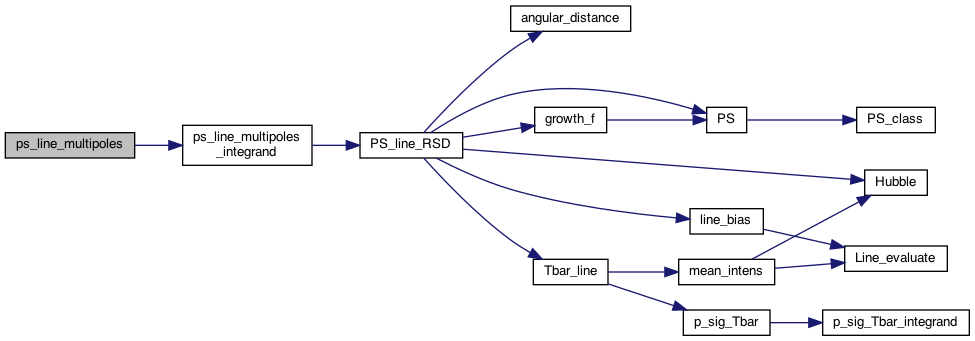 ps_line_multipoles
ps_line_multipoles
_integrand
PS_line_RSD
angular_distance
growth_f
PS
PS_class
Hubble
line_bias
Line_evaluate
Tbar_line
mean_intens
p_sig_Tbar
p_sig_Tbar_integrand